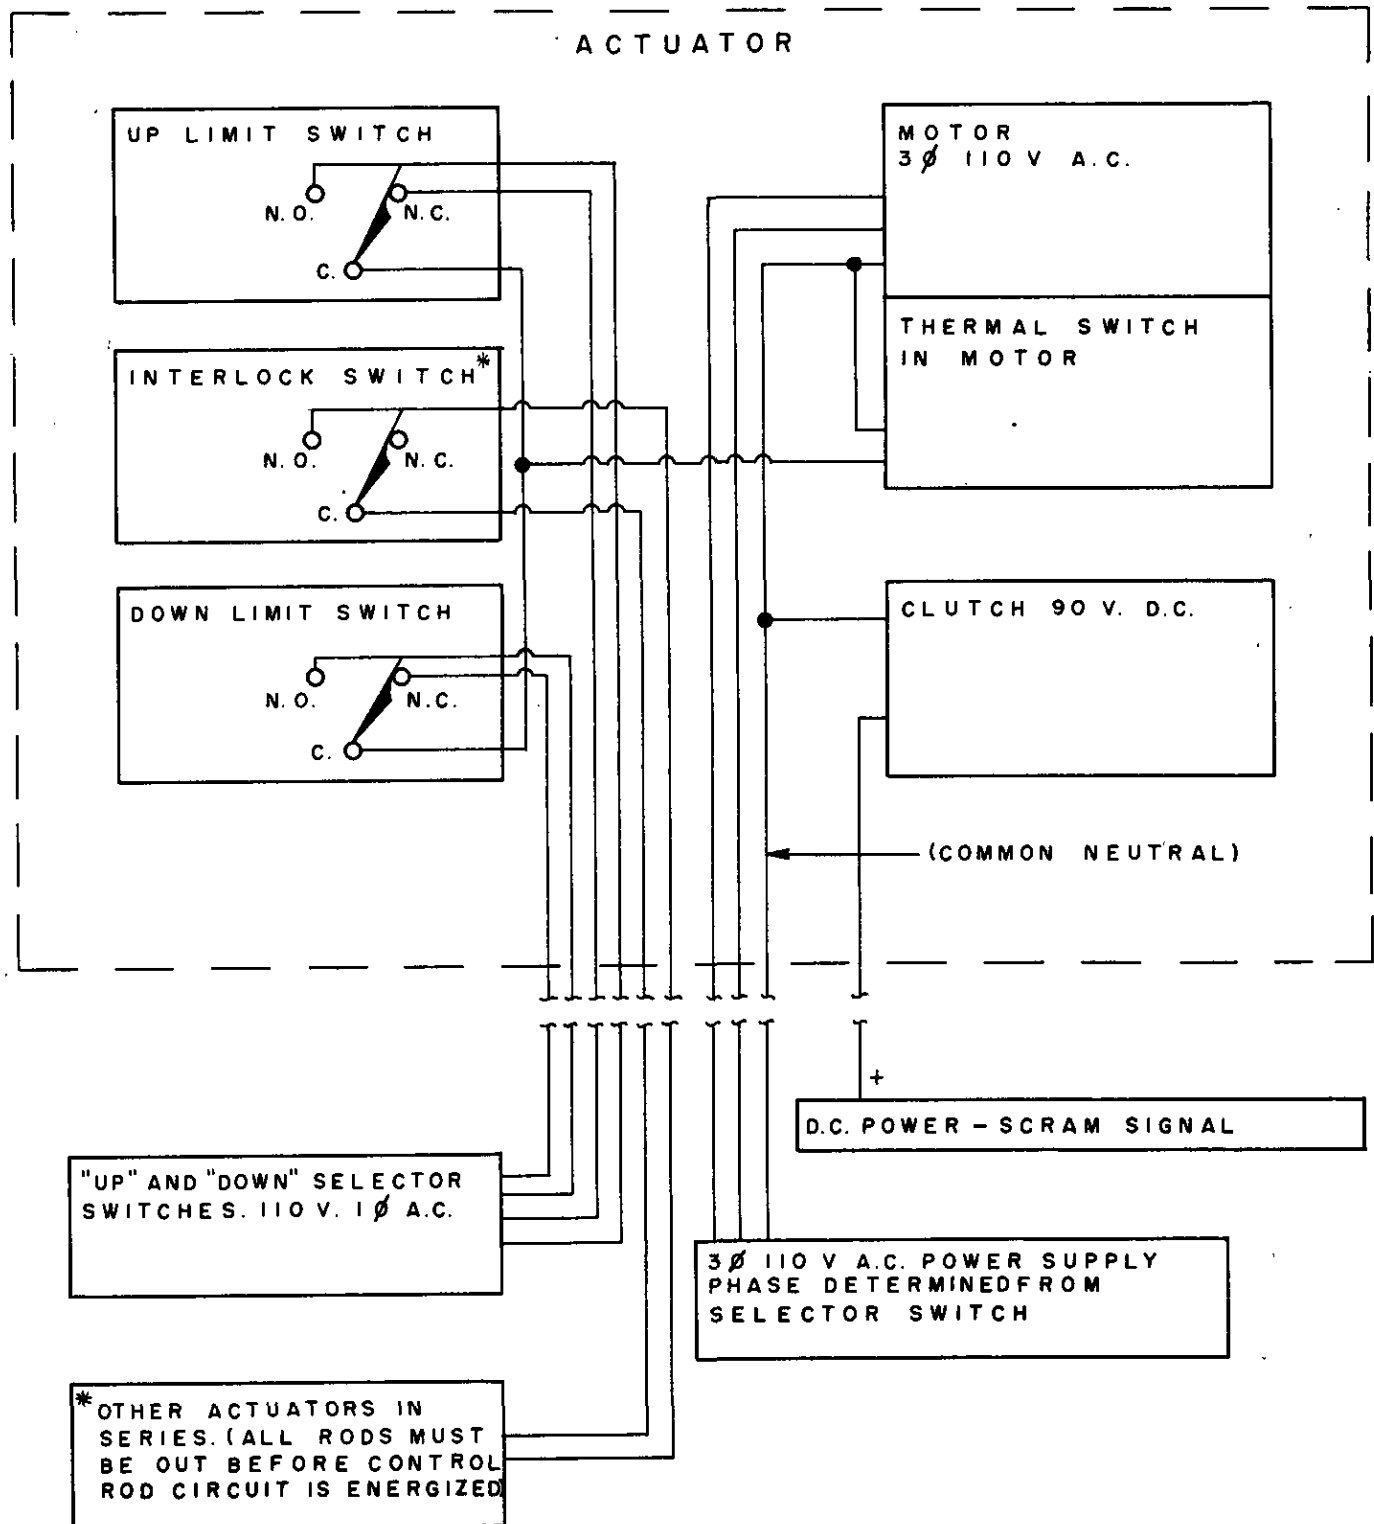 ACTUATOR
UP LIMIT SWITCH
N.O.
N.C.
C.
INTERLOCK SWITCH*
N.O.
N.C.
C.
DOWN LIMIT SWITCH
N.O.
N.C.
C.
MOTOR
3Ø 110 V A.C.
THERMAL SWITCH
IN MOTOR
CLUTCH 90 V. D.C.
(COMMON NEUTRAL)
+
D.C. POWER - SCRAM SIGNAL
"UP" AND "DOWN" SELECTOR
SWITCHES. 110 V. 1Ø A.C.
3Ø 110 V A.C. POWER SUPPLY
PHASE DETERMINED FROM
SELECTOR SWITCH
*OTHER ACTUATORS IN
SERIES. (ALL RODS MUST
BE OUT BEFORE CONTROL
ROD CIRCUIT IS ENERGIZED)